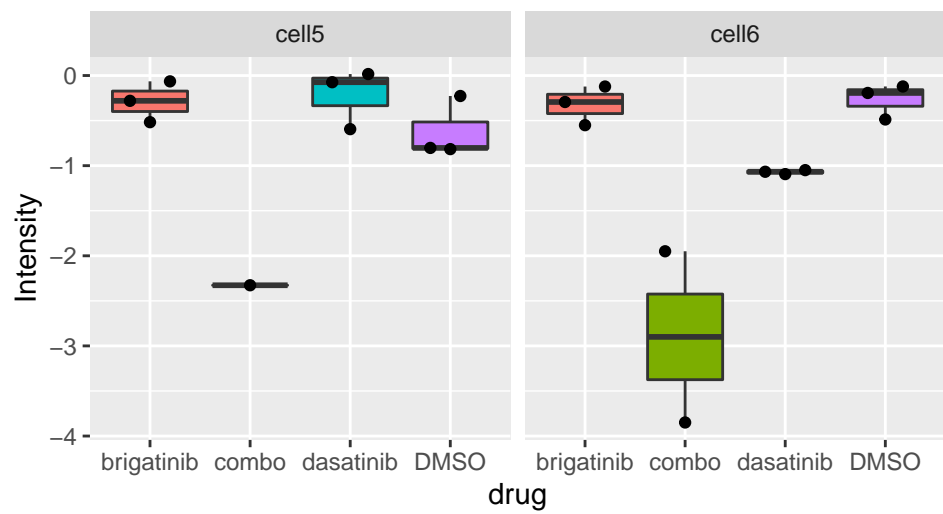 cell5 cell6
Intensity
0
−1
−2
−3
−4
brigatinib combo dasatinib DMSO brigatinib combo dasatinib DMSO
drug